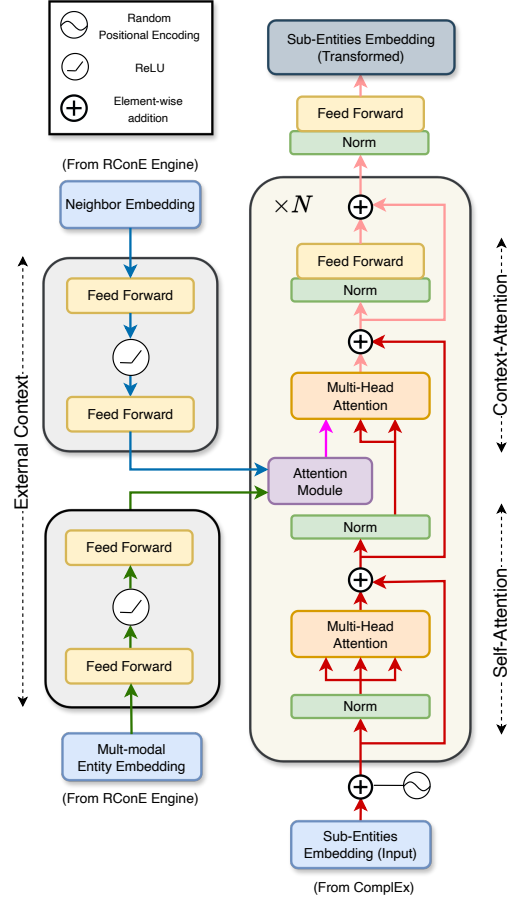 Random
Positional Encoding
ReLU
Element-wise
addition
Sub-Entities Embedding
(Transformed)
Feed Forward
Norm
(From RConE Engine)
Neighbor Embedding
×N
Feed Forward
Norm
Feed Forward
Feed Forward
Multi-Head
Attention
Context-Attention
External Context
Attention
Module
Norm
Feed Forward
Feed Forward
Multi-Head
Attention
Self-Attention
Norm
Mult-modal
Entity Embedding
(From RConE Engine)
Sub-Entities
Embedding (Input)
(From ComplEx)